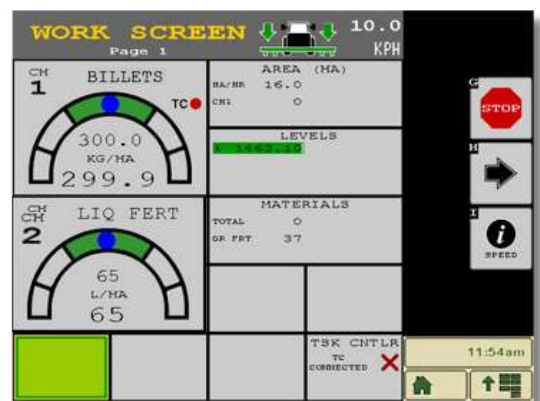 WORK SCREEN
Page 1
10.0
KPH
CH
1
BILLETS
TC
300.0
KG/HA
299.9
AREA (HA)
HA/HR 16.0
CH1 0
LEVELS
1 1463.10
CH
CH
2
LIQ FERT
65
L/HA
65
MATERIALS
TOTAL 0
GR FRT 37
TSK CNTLR
TC
CONNECTED
G
STOP
H
I
SPEED
11:54am